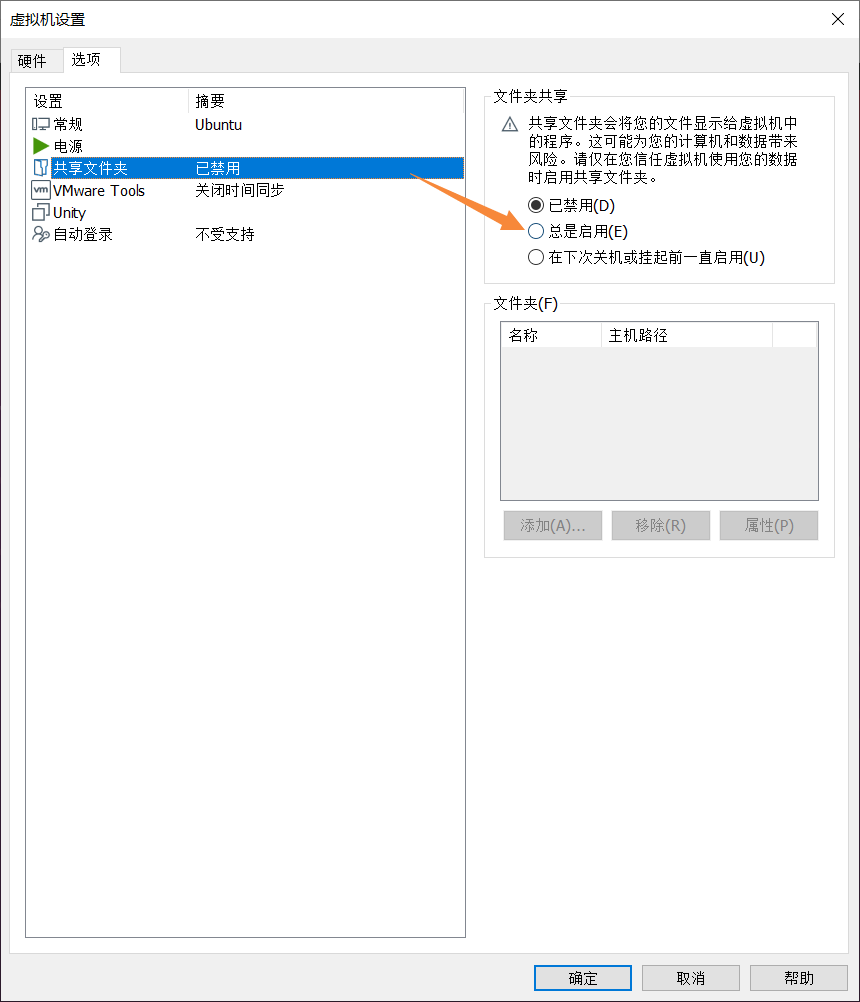 虚拟机设置
硬件 选项
设置 摘要
常规 Ubuntu
电源
共享文件夹 已禁用
vm VMware Tools 关闭时间同步
Unity
自动登录 不受支持
文件夹共享
共享文件夹会将您的文件显示给虚拟机中
的程序。这可能为您的计算机和数据带来
风险。请仅在您信任虚拟机使用您的数据
时启用共享文件夹。
已禁用(D)
总是启用(E)
在下次关机或挂起前一直启用(U)
文件夹(F)
名称 主机路径
添加(A)... 移除(R) 属性(P)
确定 取消 帮助